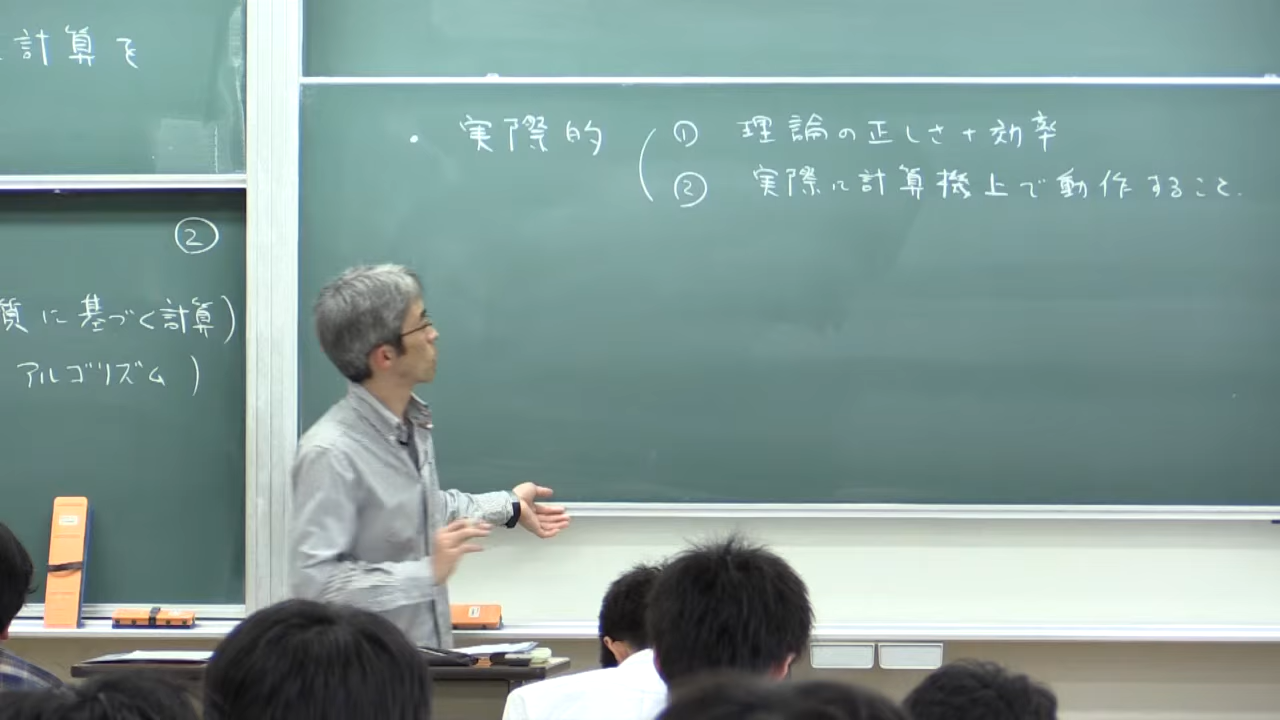 計算を
②
質に基づく計算)
アルゴリズム)
・実際的 ( ① 理論の正しさ+効率
② 実際に計算機上で動作すること.